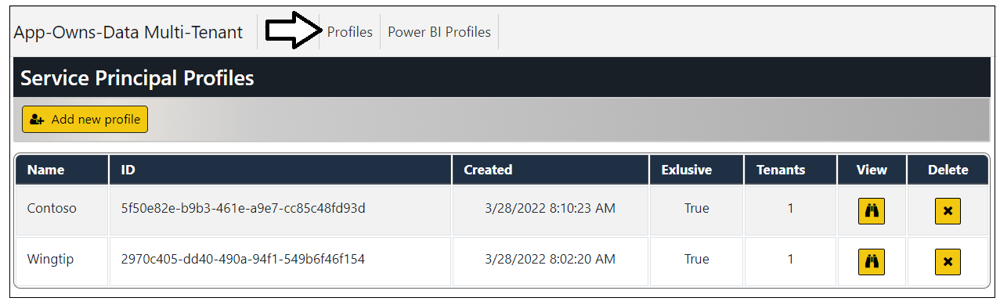 App-Owns-Data Multi-Tenant Profiles Power BI Profiles
Service Principal Profiles
Add new profile
Name ID Created Exlusive Tenants View Delete
Contoso 5f50e82e-b9b3-461e-a9e7-cc85c48fd93d 3/28/2022 8:10:23 AM True 1
Wingtip 2970c405-dd40-490a-94f1-549b6f46f154 3/28/2022 8:02:20 AM True 1